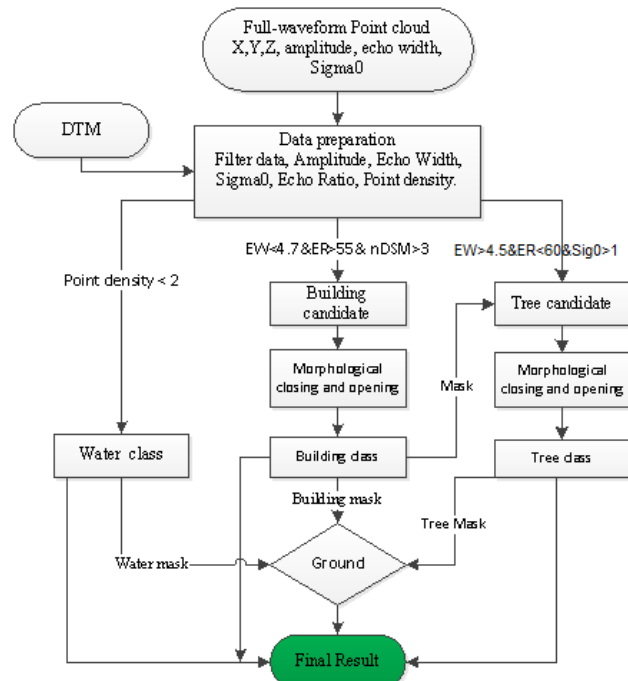 Full-waveform Point cloud
X,Y,Z, amplitude, echo width,
Sigma0
DTM
Data preparation
Filter data, Amplitude, Echo Width,
Sigma0, Echo Ratio, Point density.
EW<4.7&ER>55& nDSM>3
EW>4.5&ER<60&Sig0>1
Point density < 2
Building
candidate
Tree candidate
Morphological
closing and opening
Mask
Morphological
closing and opening
Water class
Building class
Tree class
Building mask
Tree Mask
Water mask
Ground
Final Result